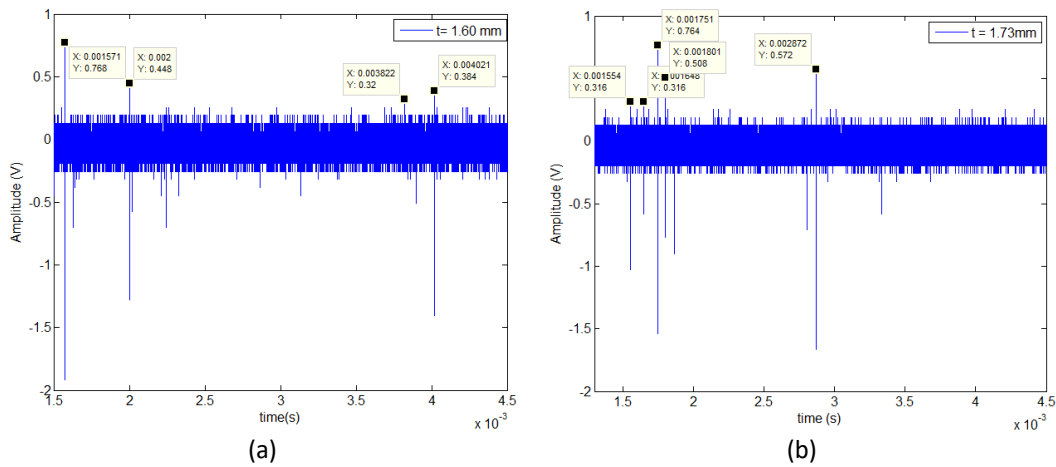 1
0.5
0
-0.5
-1
-1.5
-2
Amplitude (V)
t= 1.60 mm
X: 0.001571
Y: 0.768
X: 0.002
Y: 0.448
X: 0.003822
Y: 0.32
X: 0.004021
Y: 0.384
1.5 2 2.5 3 3.5 4 4.5
time(s)
x 10⁻³
(a)
1
0.5
0
-0.5
-1
-1.5
-2
Amplitude (V)
t = 1.73mm
X: 0.001751
Y: 0.764
X: 0.001801
Y: 0.508
X: 0.001554
Y: 0.316
X: 0.001648
Y: 0.316
X: 0.002872
Y: 0.572
1.5 2 2.5 3 3.5 4 4.5
time(s)
x 10⁻³
(b)